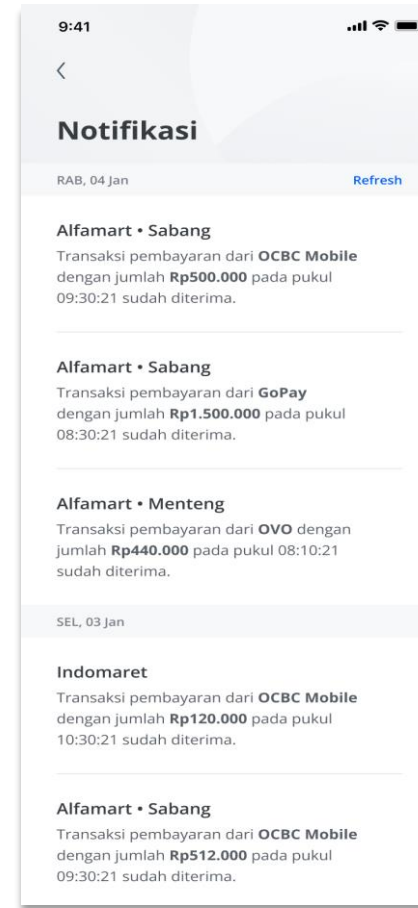 9:41
Notifikasi
RAB, 04 Jan Refresh
Alfamart • Sabang
Transaksi pembayaran dari OCBC Mobile
dengan jumlah Rp500.000 pada pukul
09:30:21 sudah diterima.
Alfamart • Sabang
Transaksi pembayaran dari GoPay
dengan jumlah Rp1.500.000 pada pukul
08:30:21 sudah diterima.
Alfamart • Menteng
Transaksi pembayaran dari OVO dengan
jumlah Rp440.000 pada pukul 08:10:21
sudah diterima.
SEL, 03 Jan
Indomaret
Transaksi pembayaran dari OCBC Mobile
dengan jumlah Rp120.000 pada pukul
10:30:21 sudah diterima.
Alfamart • Sabang
Transaksi pembayaran dari OCBC Mobile
dengan jumlah Rp512.000 pada pukul
09:30:21 sudah diterima.